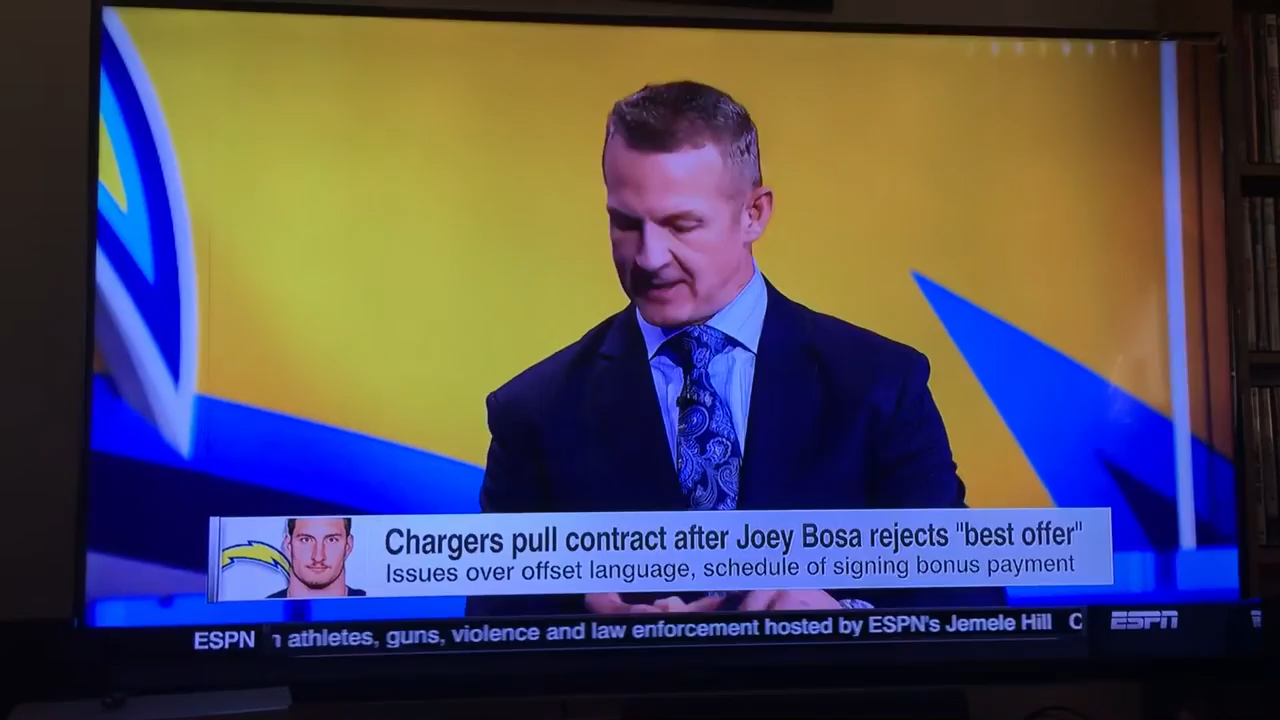 Chargers pull contract after Joey Bosa rejects "best offer"
Issues over offset language, schedule of signing bonus payment
ESPN athletes, guns, violence and law enforcement hosted by ESPN's Jemele Hill
ESPN